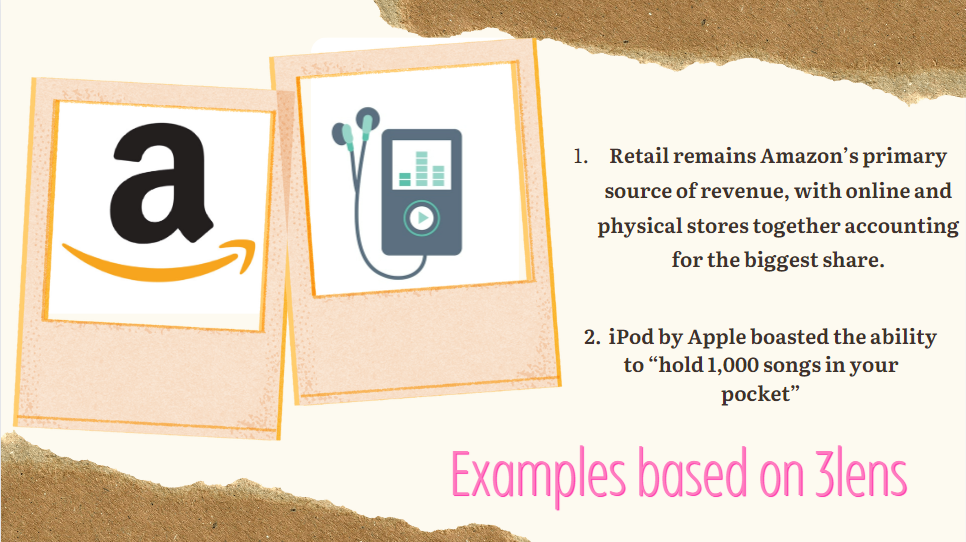 a
1. Retail remains Amazon’s primary
source of revenue, with online and
physical stores together accounting
for the biggest share.
2. iPod by Apple boasted the ability
to “hold 1,000 songs in your
pocket”
Examples based on 3lens